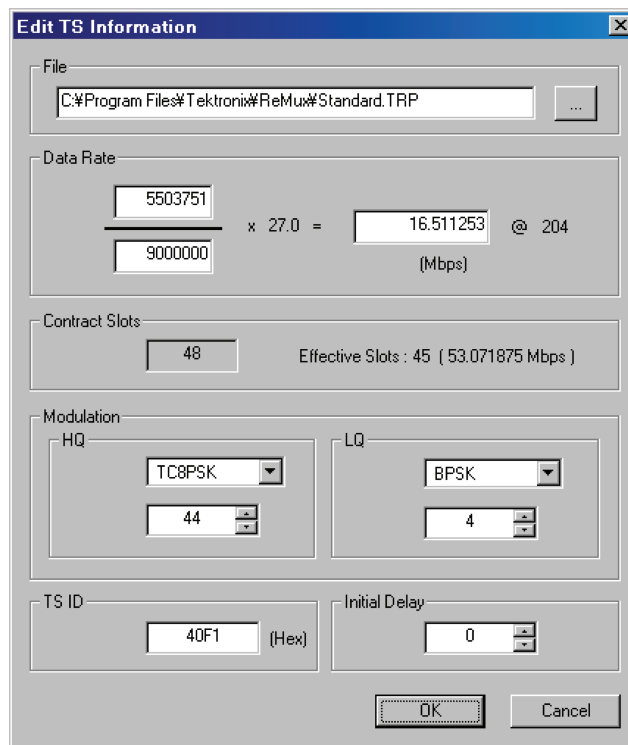 Edit TS Information
File
C:¥Program Files¥Tektronix¥ReMux¥Standard.TRP
...
Data Rate
5503751
9000000
x 27.0 =
16.511253
@ 204
(Mbps)
Contract Slots
48
Effective Slots : 45 ( 53.071875 Mbps )
Modulation
HQ
TC8PSK
44
LQ
BPSK
4
TS ID
40F1
(Hex)
Initial Delay
0
OK
Cancel